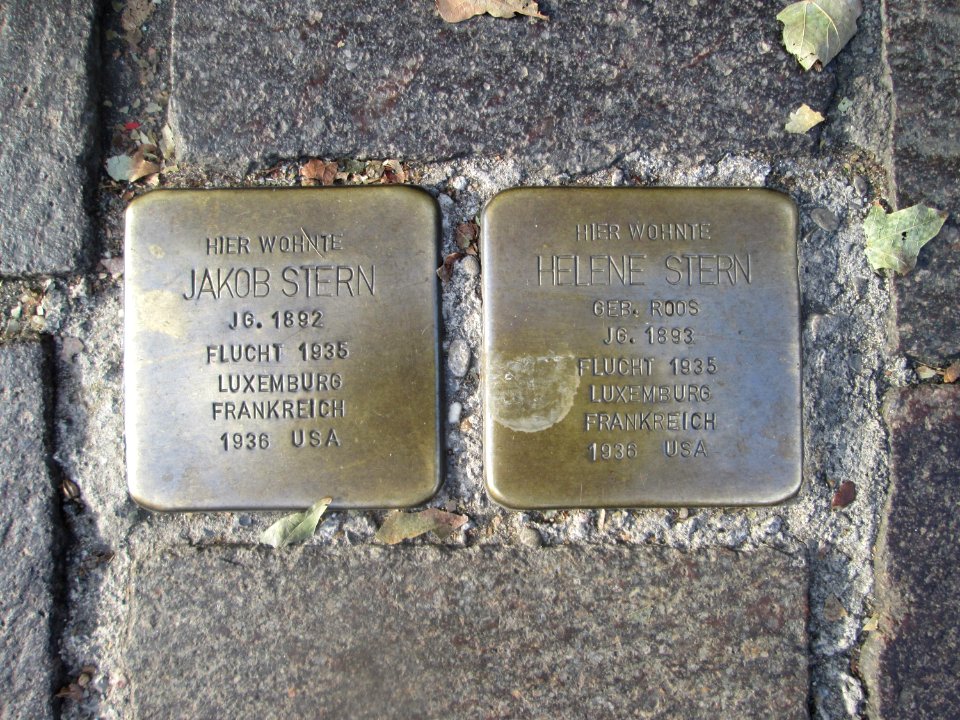 HIER WOHNTE
JAKOB STERN
JG. 1892
FLUCHT 1935
LUXEMBURG
FRANKREICH
1936 USA
HIER WOHNTE
HELENE STERN
GEB. ROOS
JG. 1893
FLUCHT 1935
LUXEMBURG
FRANKREICH
1936 USA